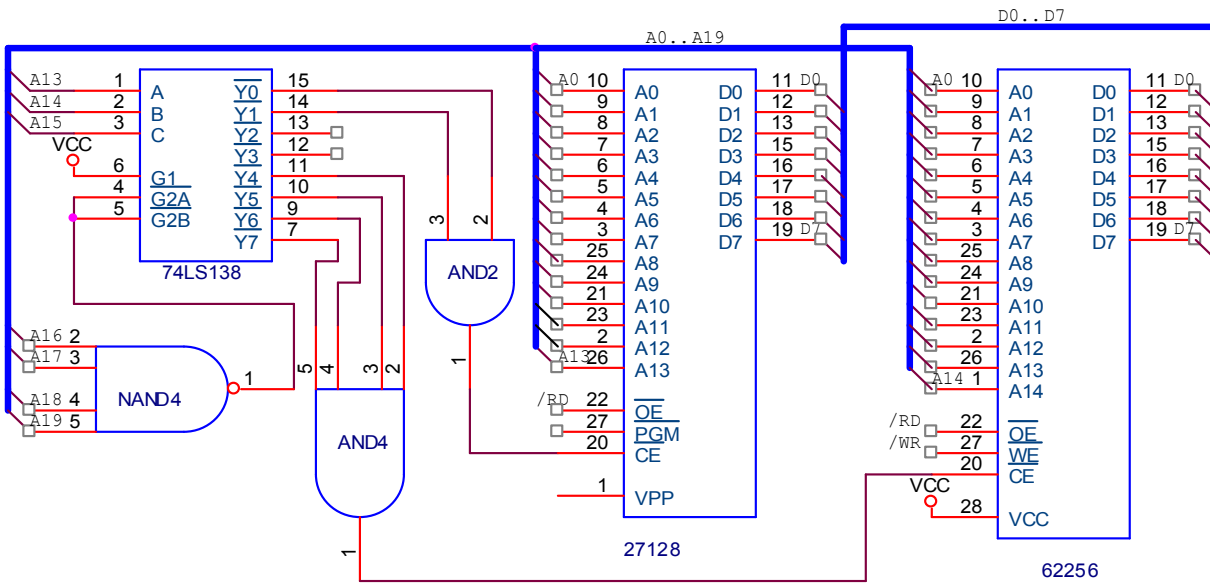 D0..D7
A0..A19
A13 1 A
A14 2 B
A15 3 C
VCC
6 G1
4 G2A
5 G2B
15 Y0
14 Y1
13 Y2
12 Y3
11 Y4
10 Y5
9 Y6
7 Y7
74LS138
3 2
AND2
1
A16 2
A17 3
A18 4
A19 5
NAND4
1
5 4 3 2
AND4
1
A0 10 A0
9 A1
8 A2
7 A3
6 A4
5 A5
4 A6
3 A7
25 A8
24 A9
21 A10
23 A11
2 A12
A13 26 A13
/RD 22 OE
27 PGM
20 CE
1 VPP
11 D0 D0
12 D1
13 D2
15 D3
16 D4
17 D5
18 D6
19 D7 D7
27128
A0 10 A0
9 A1
8 A2
7 A3
6 A4
5 A5
4 A6
3 A7
25 A8
24 A9
21 A10
23 A11
2 A12
26 A13
A14 1 A14
/RD 22 OE
/WR 27 WE
20 CE
VCC
28 VCC
11 D0 D0
12 D1
13 D2
15 D3
16 D4
17 D5
18 D6
19 D7 D7
62256